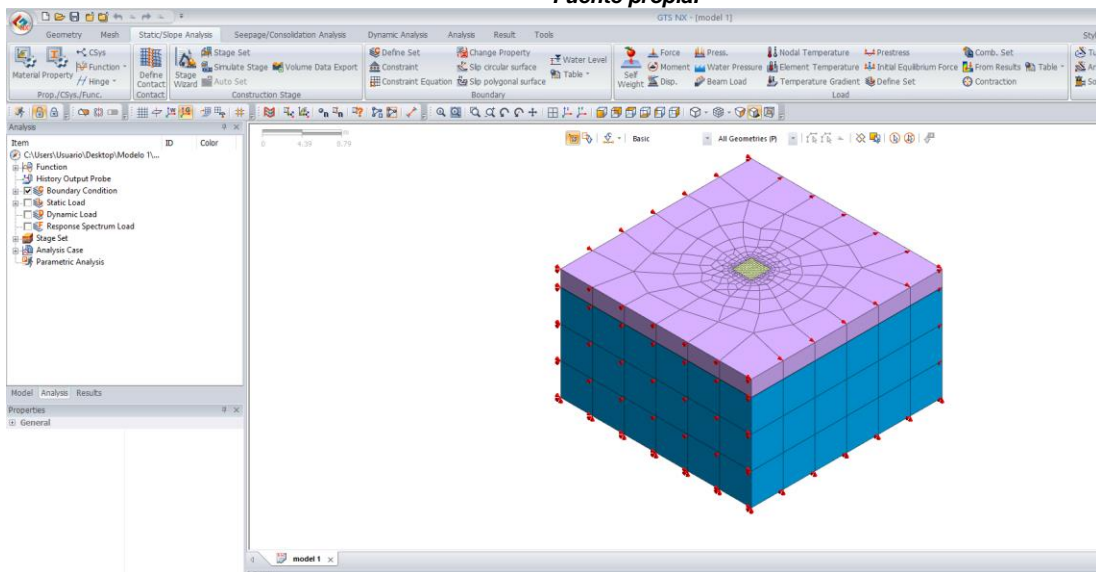 Fuente propia.
GTS NX - [model 1]
Geometry Mesh Static/Slope Analysis Seepage/Consolidation Analysis Dynamic Analysis Analysis Result Tools
CSys Stage Set Define Set Change Property Force Press. Nodal Temperature Prestress Comb. Set
Function Simulate Stage Volume Data Export Constraint Slip circular surface Water Level Moment Water Pressure Element Temperature Initial Equilibrium Force From Results Table
Material Property Hinge Define Contact Stage Wizard Auto Set Constraint Equation Slip polygonal surface Table Self Weight Disp. Beam Load Temperature Gradient Define Set Contraction
Prop./CSys./Func. Contact Construction Stage Boundary Load
Analysis
Item ID Color
C:\Users\Usuario\Desktop\Modelo 1\...
Function
History Output Probe
Boundary Condition
Static Load
Dynamic Load
Response Spectrum Load
Stage Set
Analysis Case
Parametric Analysis
0 4.39 8.79
Basic All Geometries (P)
Model Analysis Results
Properties
General
model 1